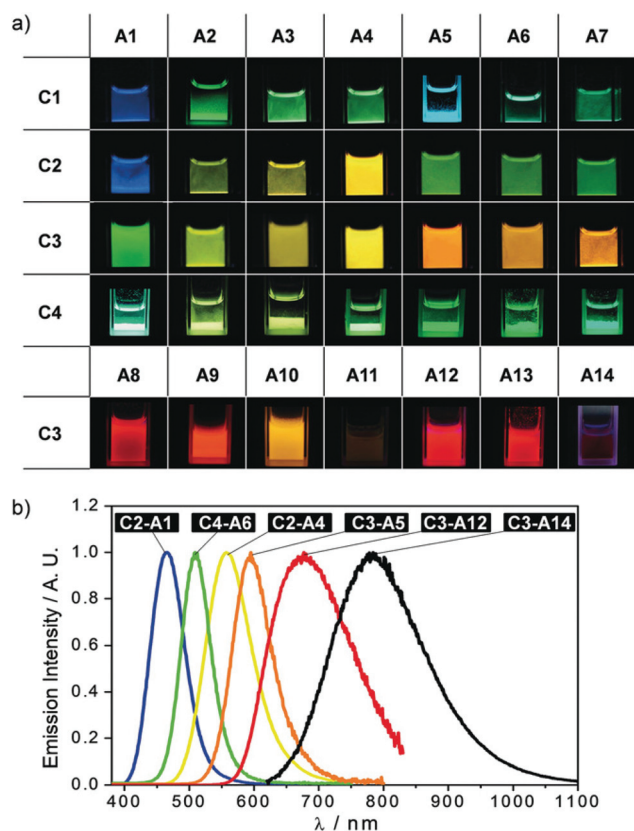 a)
A1 A2 A3 A4 A5 A6 A7
C1
C2
C3
C4
A8 A9 A10 A11 A12 A13 A14
C3
b)
C2-A1 C4-A6 C2-A4 C3-A5 C3-A12 C3-A14
1.2
1.0
0.8
0.6
0.4
0.2
0.0
Emission Intensity / A. U.
400 500 600 700 800 900 1000 1100
λ / nm